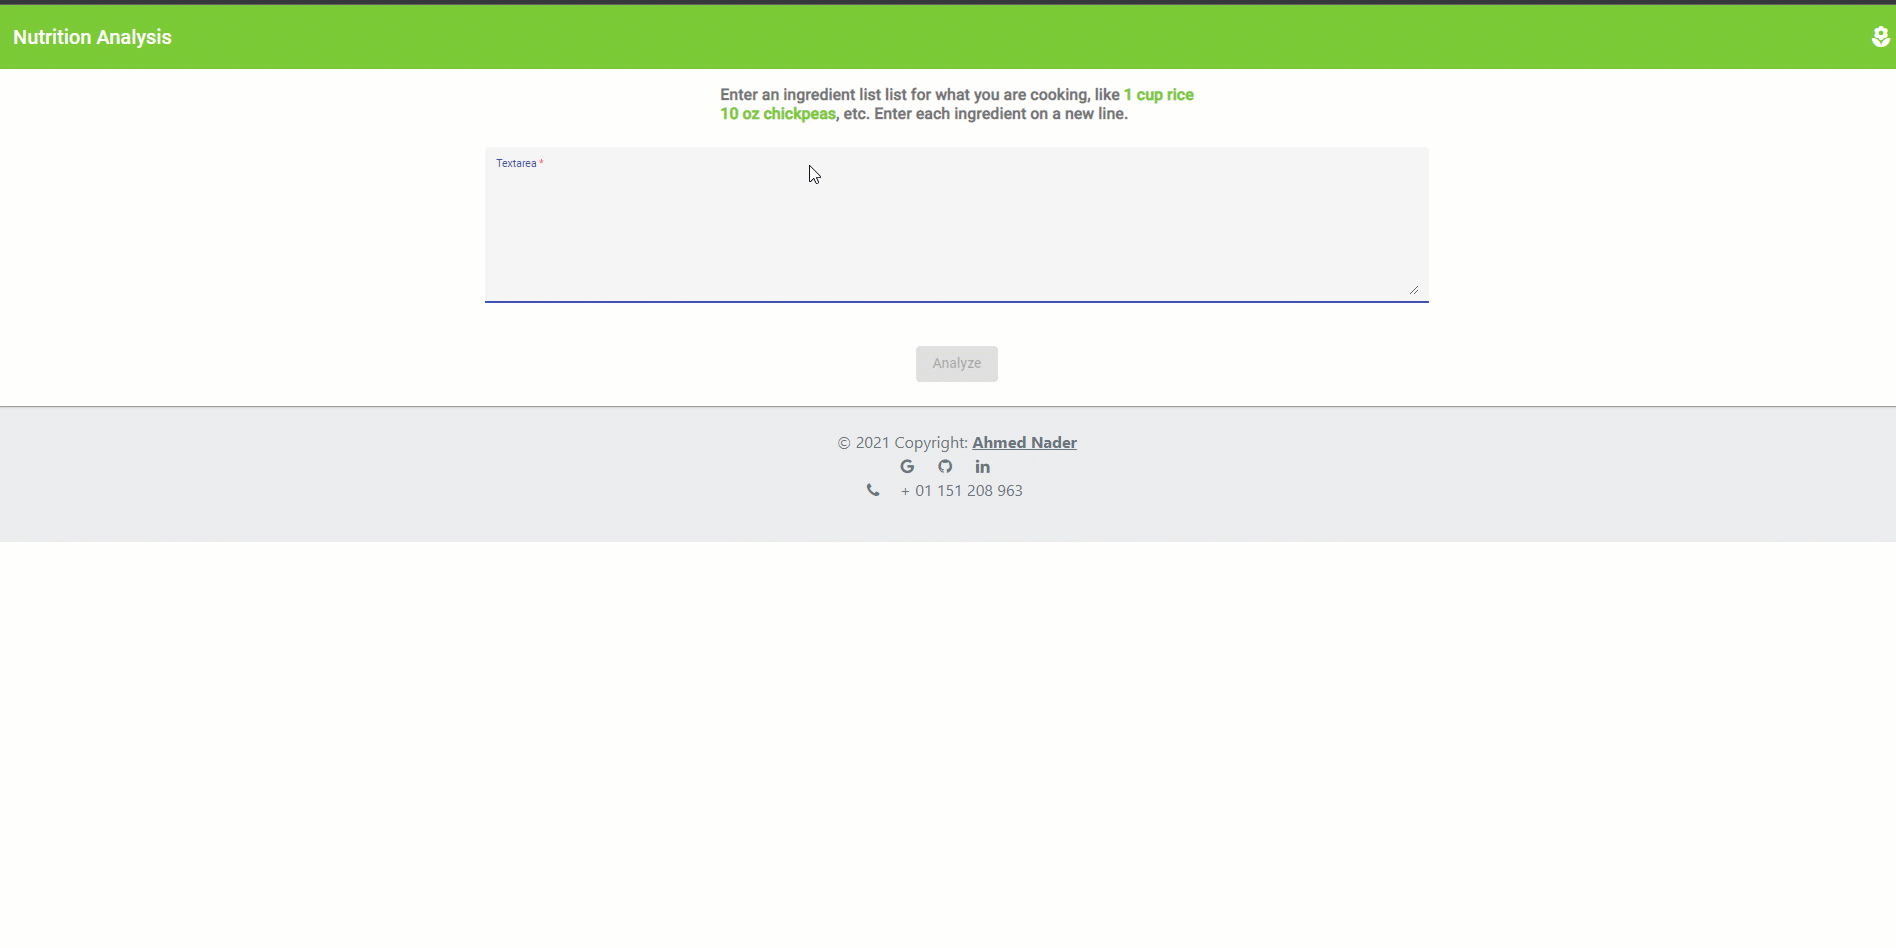 Nutrition Analysis
Enter an ingredient list list for what you are cooking, like 1 cup rice
10 oz chickpeas, etc. Enter each ingredient on a new line.
Textarea *
Analyze
© 2021 Copyright: Ahmed Nader
+ 01 151 208 963